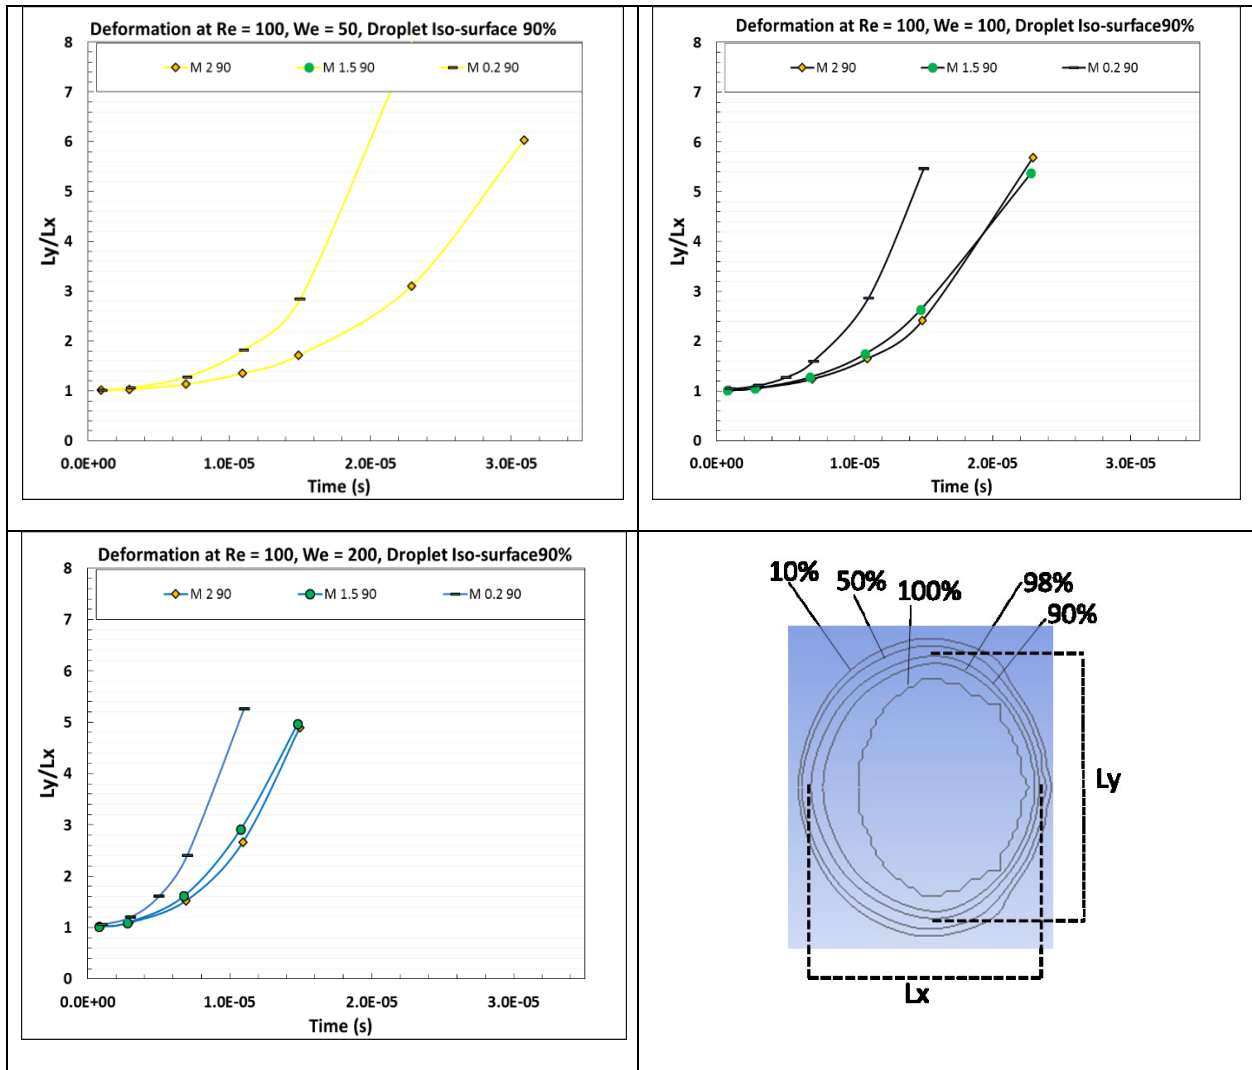 Deformation at Re = 100, We = 50, Droplet Iso-surface 90%
8
M 2 90 M 1.5 90 M 0.2 90
7
6
5
4
3
2
1
0
Ly/Lx
0.0E+00 1.0E-05 2.0E-05 3.0E-05
Time (s)
Deformation at Re = 100, We = 100, Droplet Iso-surface90%
8
M 2 90 M 1.5 90 M 0.2 90
7
6
5
4
3
2
1
0
Ly/Lx
0.0E+00 1.0E-05 2.0E-05 3.0E-05
Time (s)
Deformation at Re = 100, We = 200, Droplet Iso-surface90%
8
M 2 90 M 1.5 90 M 0.2 90
7
6
5
4
3
2
1
0
Ly/Lx
0.0E+00 1.0E-05 2.0E-05 3.0E-05
Time (s)
10% 50% 100% 98% 90%
Ly
Lx